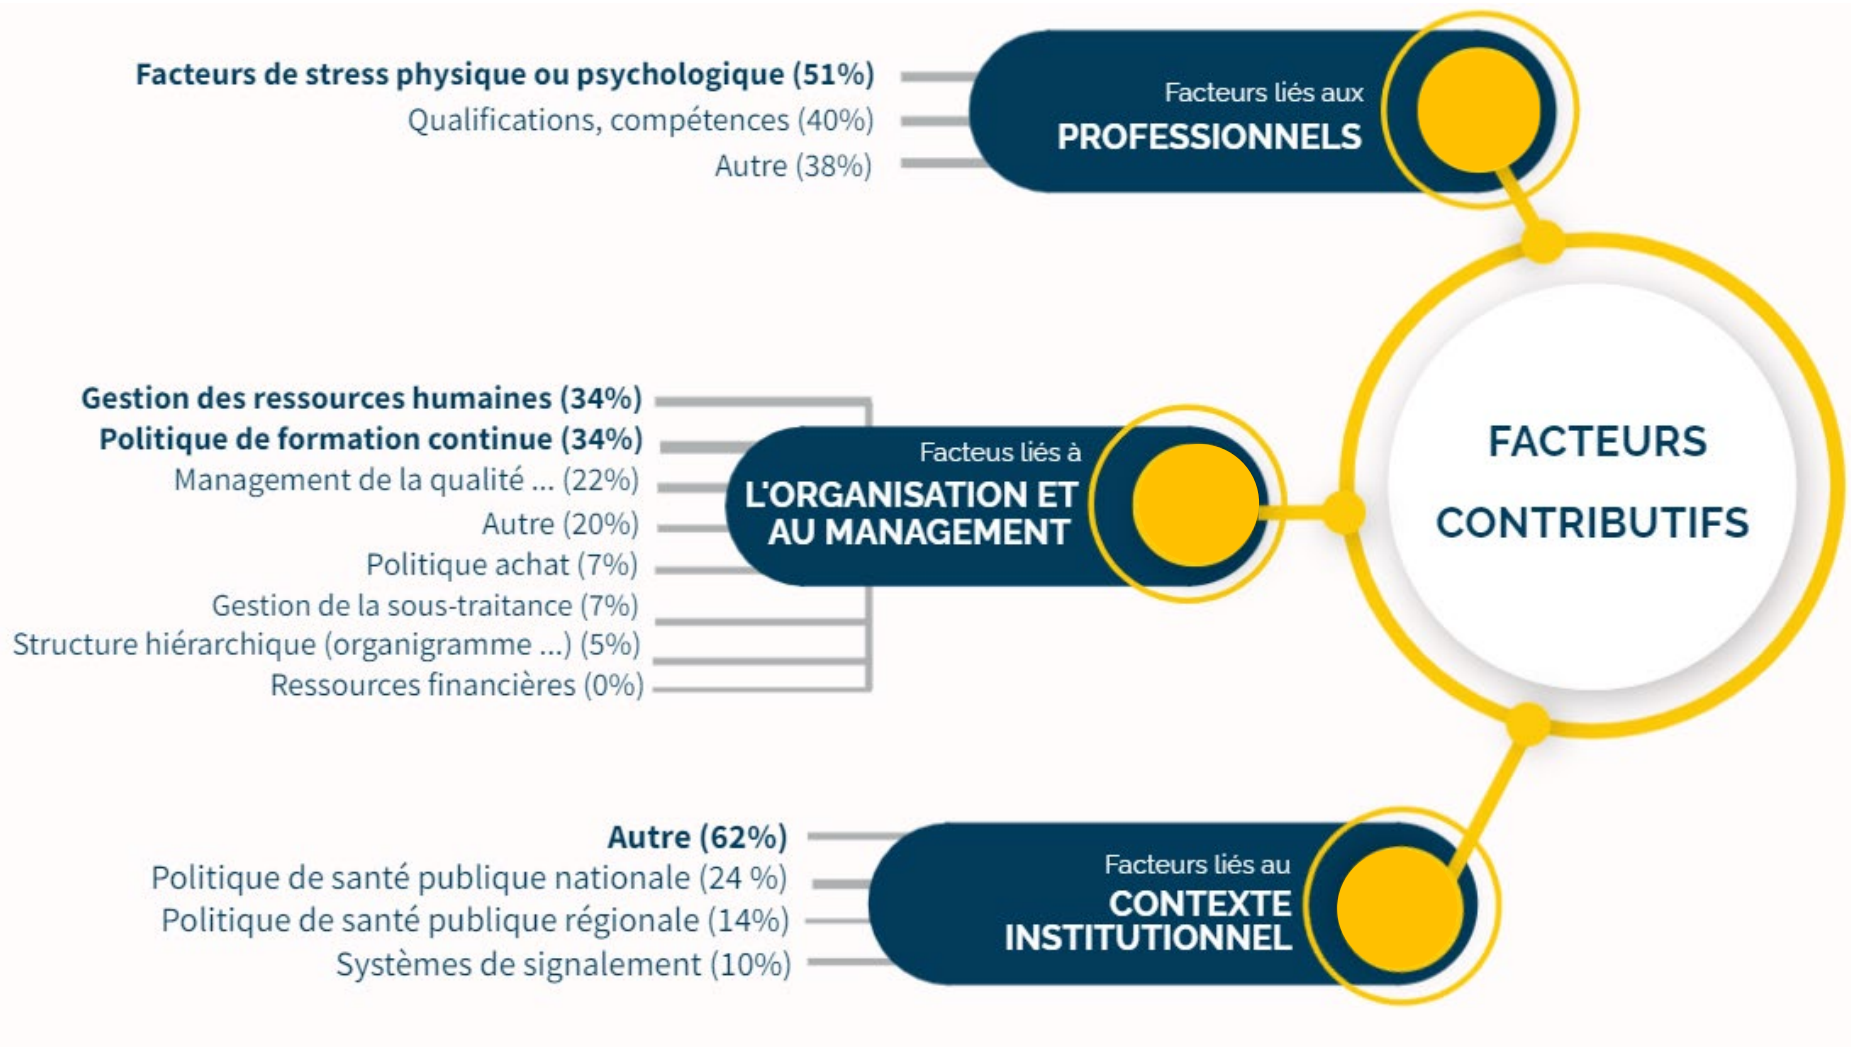 Facteurs de stress physique ou psychologique (51%)
Qualifications, compétences (40%)
Autre (38%)
Facteurs liés aux
PROFESSIONNELS
Gestion des ressources humaines (34%)
Politique de formation continue (34%)
Management de la qualité ... (22%)
Autre (20%)
Politique achat (7%)
Gestion de la sous-traitance (7%)
Structure hiérarchique (organigramme ...) (5%)
Ressources financières (0%)
Facteus liés à
L'ORGANISATION ET
AU MANAGEMENT
FACTEURS
CONTRIBUTIFS
Autre (62%)
Politique de santé publique nationale (24 %)
Politique de santé publique régionale (14%)
Systèmes de signalement (10%)
Facteurs liés au
CONTEXTE
INSTITUTIONNEL